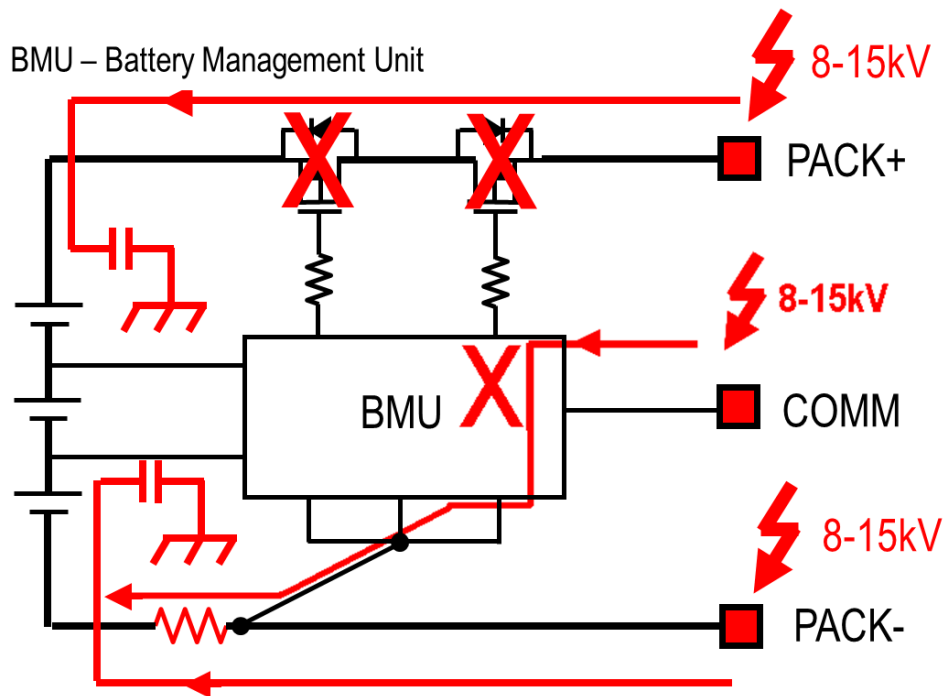 BMU – Battery Management Unit
8-15kV
PACK+
8-15kV
BMU
COMM
8-15kV
PACK-